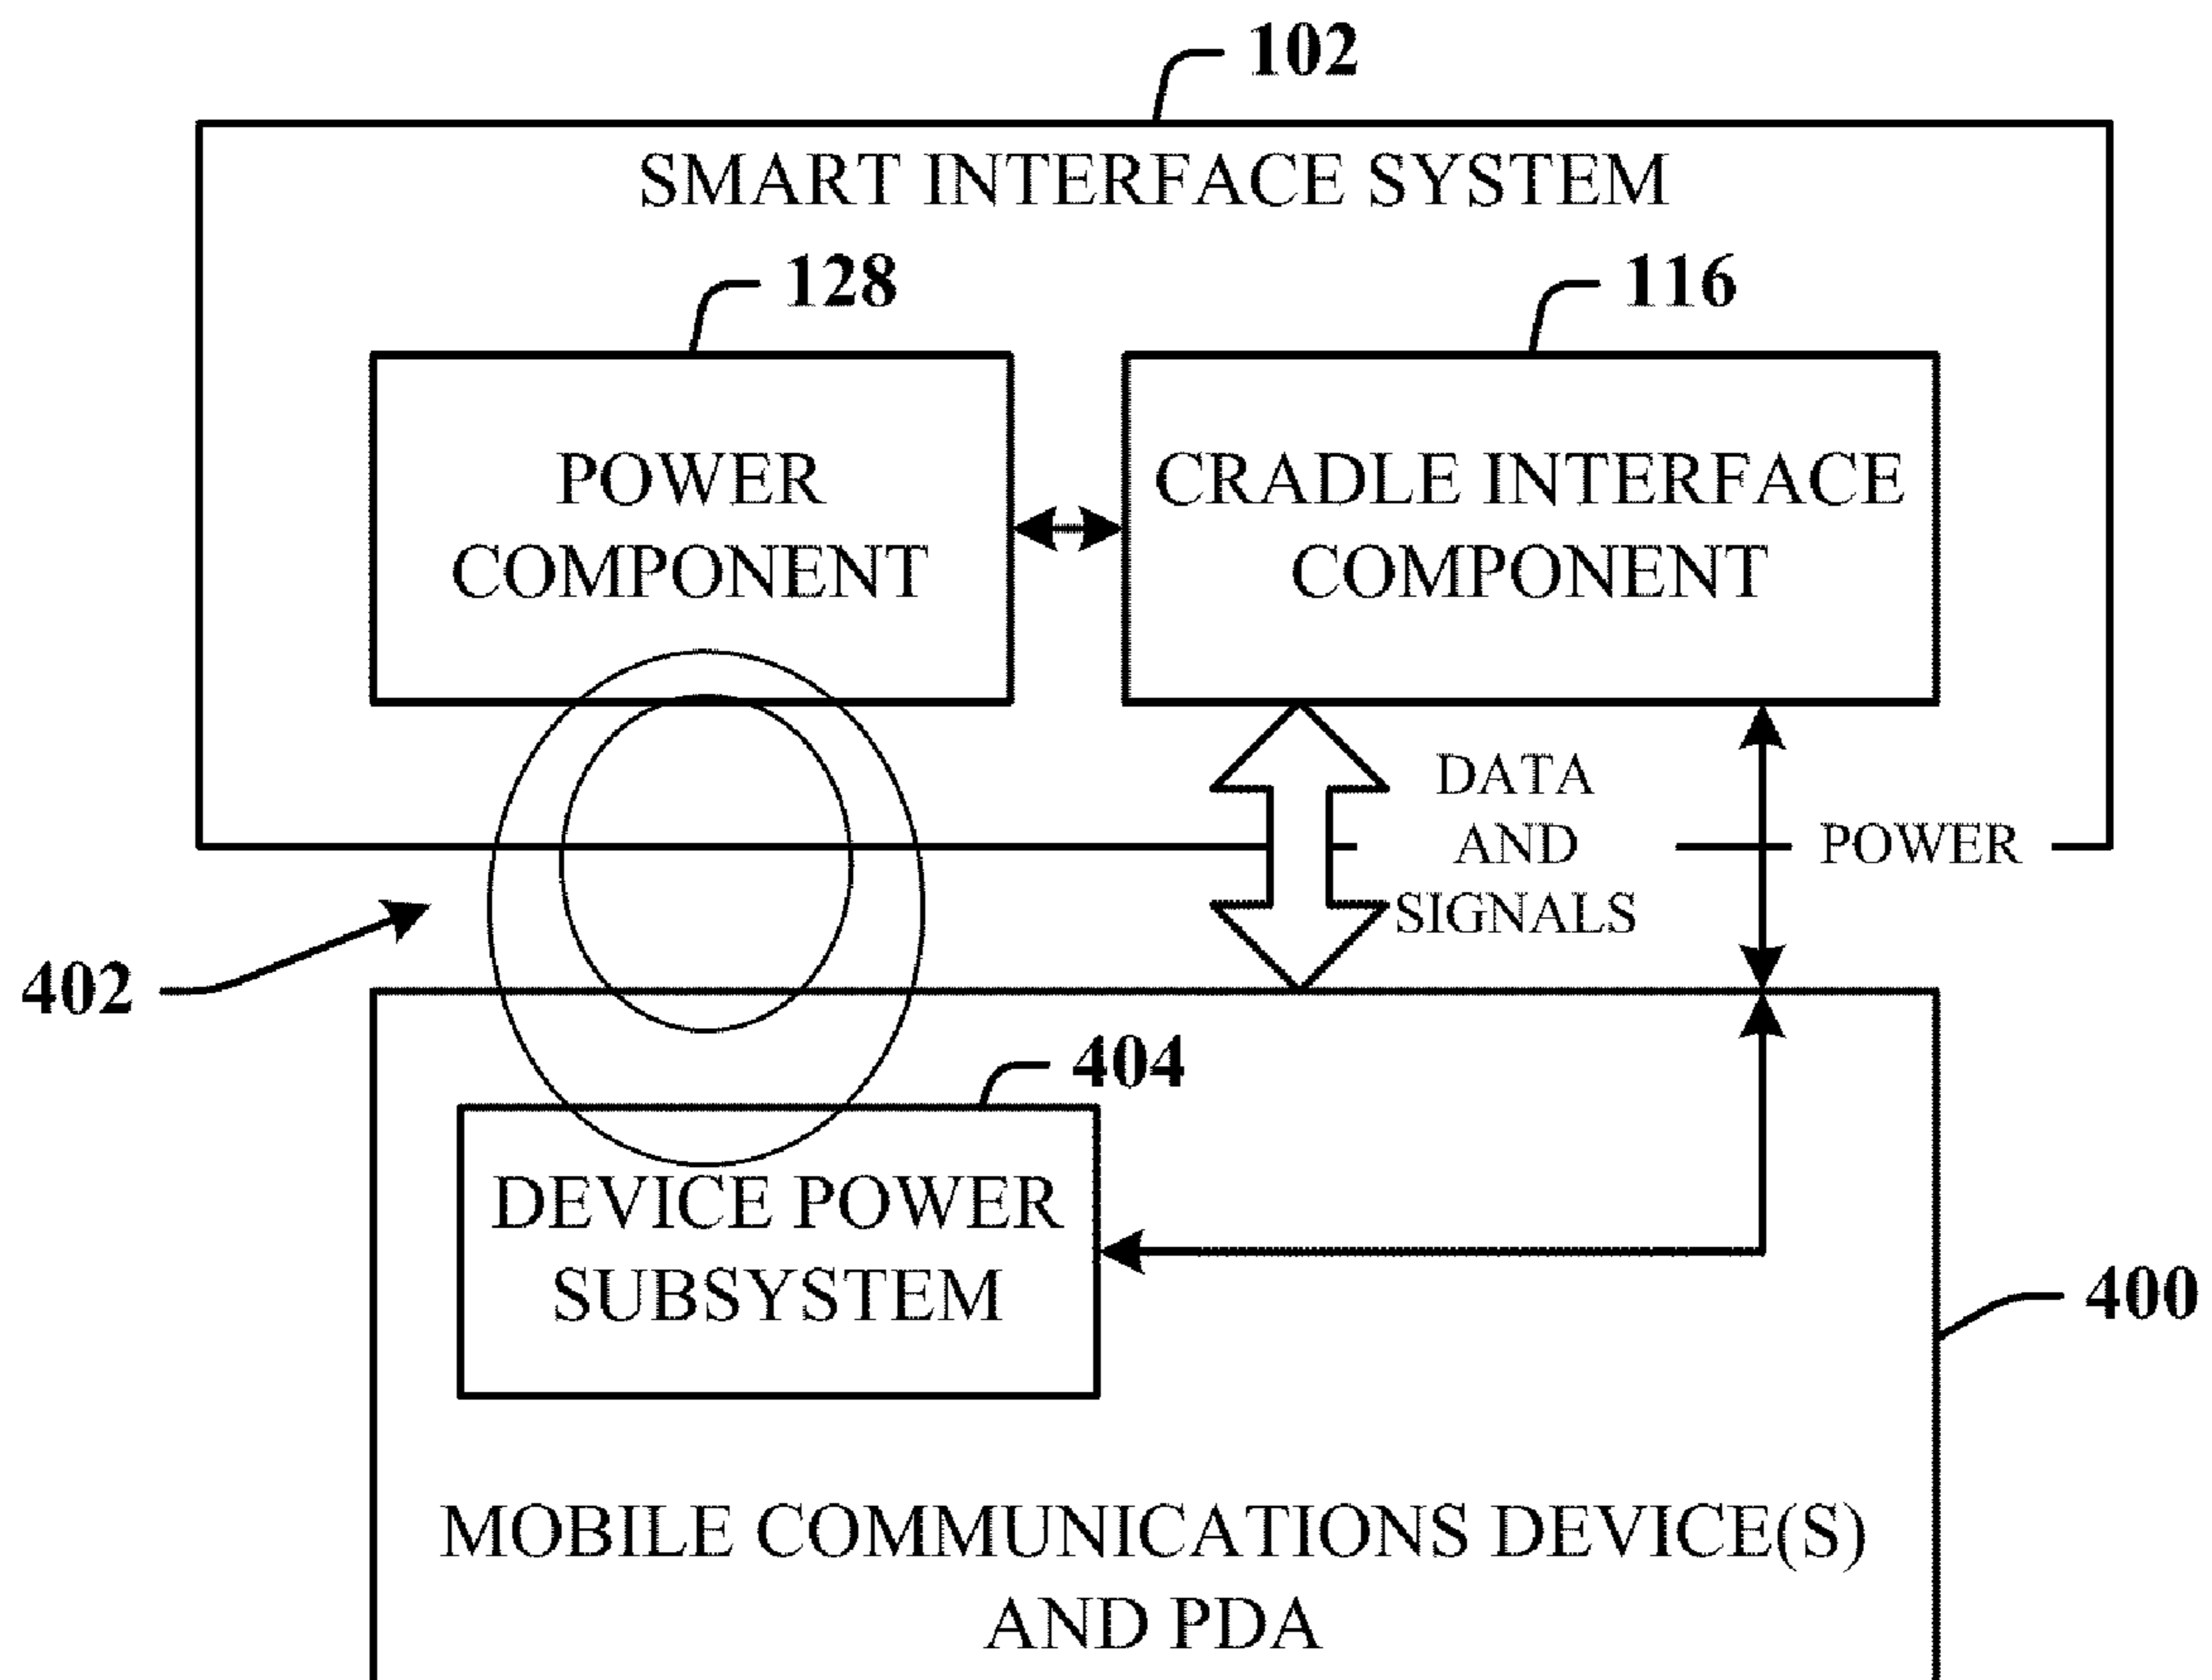 102
SMART INTERFACE SYSTEM
128
116
POWER
COMPONENT
CRADLE INTERFACE
COMPONENT
DATA
AND
SIGNALS
POWER
402
404
DEVICE POWER
SUBSYSTEM
400
MOBILE COMMUNICATIONS DEVICE(S)
AND PDA